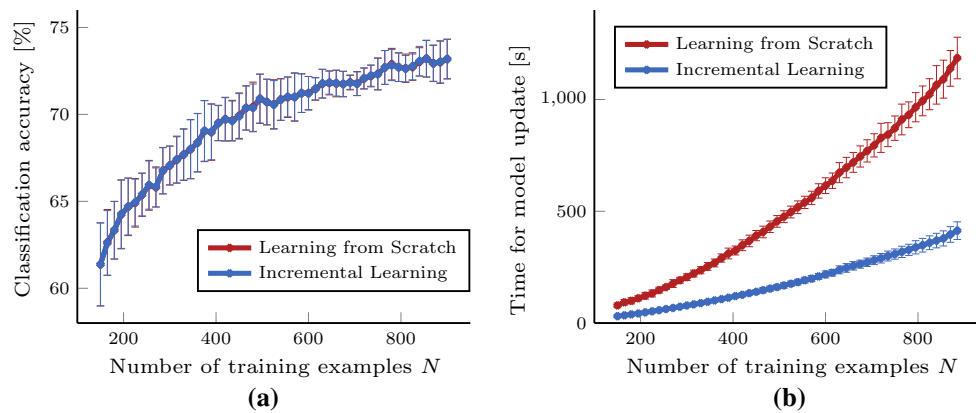 Classification accuracy [%]
75
70
65
60
Learning from Scratch
Incremental Learning
200
400
600
800
Number of training examples N
(a)
Time for model update [s]
1,000
500
0
Learning from Scratch
Incremental Learning
200
400
600
800
Number of training examples N
(b)